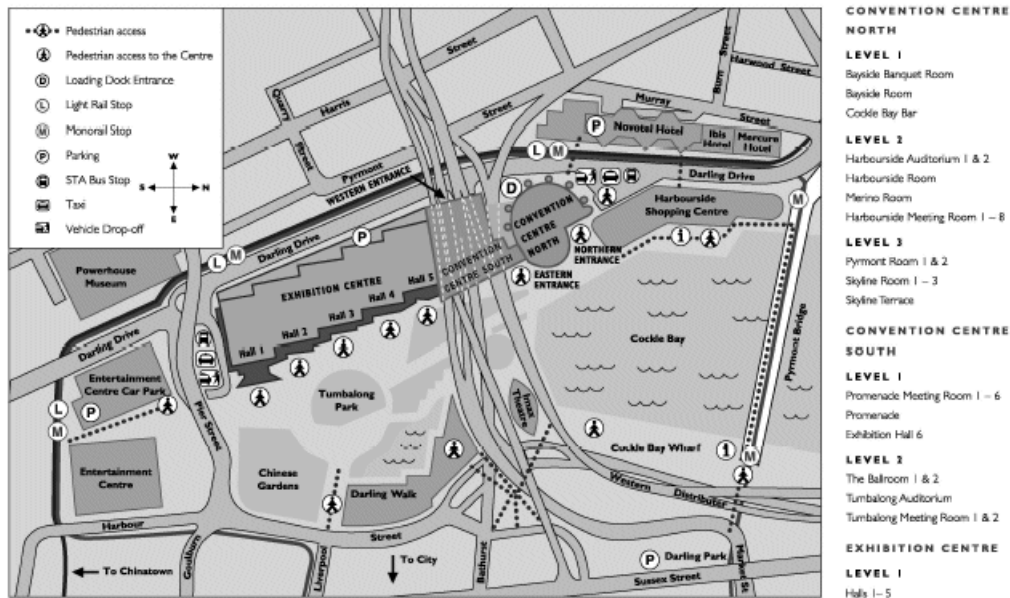 Pedestrian access
Pedestrian access to the Centre
D Loading Dock Entrance
L Light Rail Stop
M Monorail Stop
P Parking
STA Bus Stop
Taxi
Vehicle Drop-off
W
S N
E
Quarry
Street
Harris
Street
Pyrmont
Street
WESTERN ENTRANCE
Murray
Street
Burn Street
Harwood Street
P
Novotel Hotel
Ibis
Hotel
Mercure
Hotel
L M
D
Darling Drive
M
Harbourside
Shopping Centre
CONVENTION
CENTRE
NORTH
NORTHERN
ENTRANCE
EASTERN
ENTRANCE
CONVENTION
CENTRE SOUTH
i
P
L M
Darling Drive
Powerhouse
Museum
EXHIBITION CENTRE
Hall 5
Hall 4
Hall 3
Hall 2
Hall 1
Cockle Bay
Pyrmont Bridge
Darling Drive
Entertainment
Centre Car Park
P
L
M
Pier Street
Tumbalong
Park
Imax
Theatre
Cuckle Bay Wharf
i M
Entertainment
Centre
Chinese
Gardens
Darling Walk
Western Distributor
Harbour
Street
Goulburn
Liverpool
Bathurst
Market St
To Chinatown
To City
P Darling Park
Sussex Street
CONVENTION CENTRE
NORTH
LEVEL 1
Bayside Banquet Room
Bayside Room
Cockle Bay Bar
LEVEL 2
Harbourside Auditorium 1 & 2
Harbourside Room
Merino Room
Harbourside Meeting Room 1 – 8
LEVEL 3
Pyrmont Room 1 & 2
Skyline Room 1 – 3
Skyline Terrace
CONVENTION CENTRE
SOUTH
LEVEL 1
Promenade Meeting Room 1 – 6
Promenade
Exhibition Hall 6
LEVEL 2
The Ballroom 1 & 2
Tumbalong Auditorium
Tumbalong Meeting Room 1 & 2
EXHIBITION CENTRE
LEVEL 1
Halls 1– 5